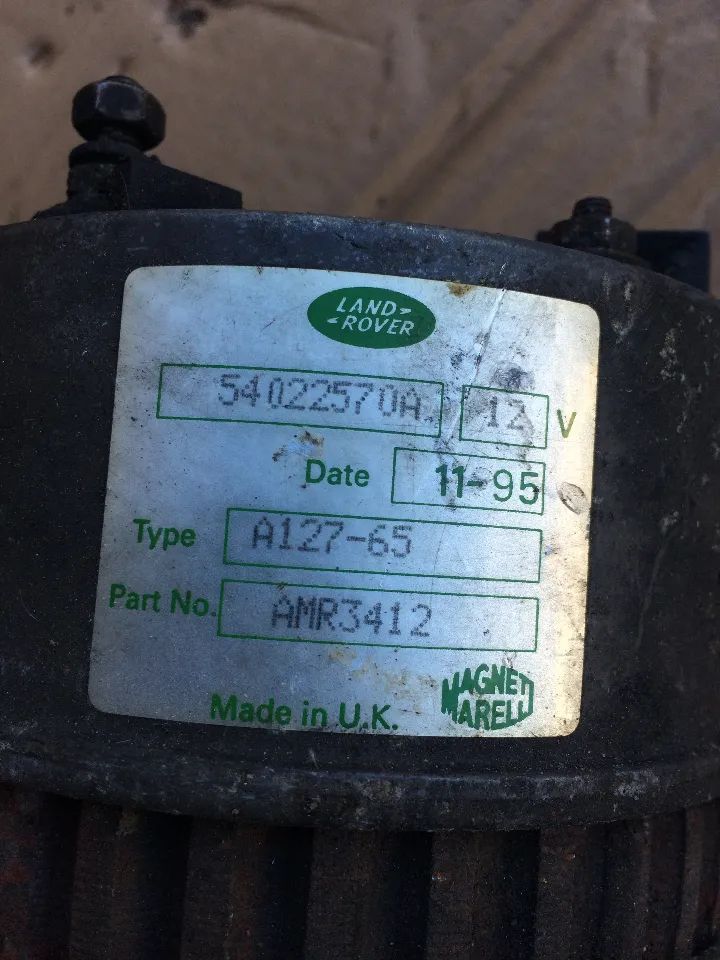 LAND
ROVER
54022570A. 12 V
Date 11-95
Type A127-65
Part No. AMR3412
Made in U.K.
MAGNETI
MARELLI